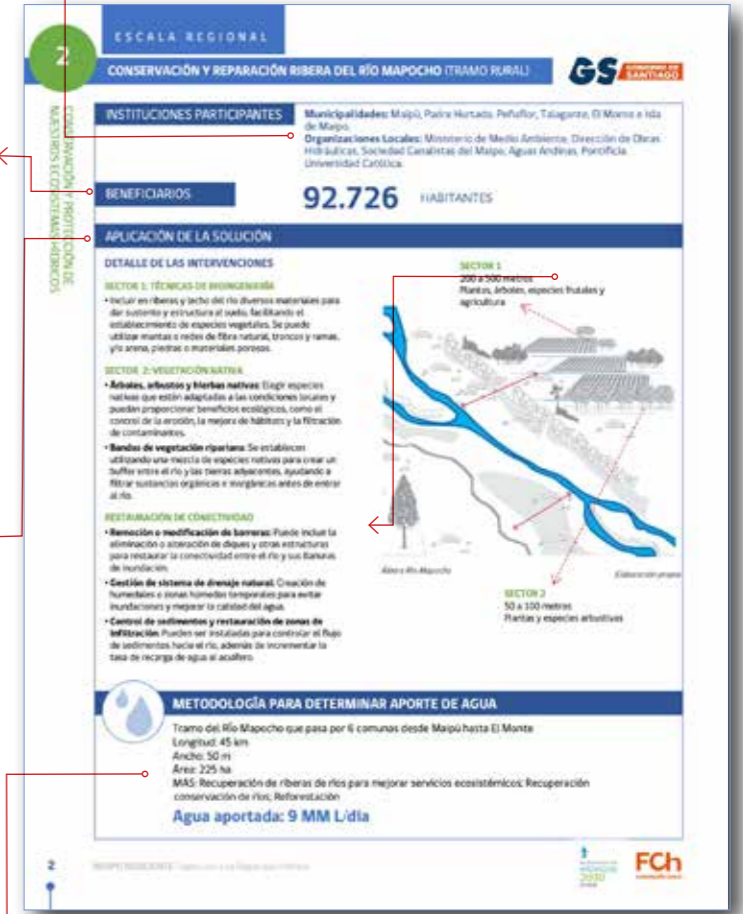 ESCALA REGIONAL
2
CONSERVACIÓN Y REPARACIÓN RIBERA DEL RÍO MAPOCHO (TRAMO RURAL)
GS GOBIERNO DE SANTIAGO
CONSERVACIÓN Y PROTECCIÓN DE
NUESTROS ECOSISTEMAS HÍDRICOS
INSTITUCIONES PARTICIPANTES
Municipalidades: Maipú, Padre Hurtado, Peñaflor, Talagante, El Monte e Isla
de Maipo.
Organizaciones Locales: Ministerio de Medio Ambiente, Dirección de Obras
Hidráulicas, Sociedad Canalistas del Maipo, Aguas Andinas, Pontificia
Universidad Católica.
BENEFICIARIOS
92.726 HABITANTES
APLICACIÓN DE LA SOLUCIÓN
DETALLE DE LAS INTERVENCIONES
SECTOR 1: TÉCNICAS DE BIOINGENIERÍA
• Incluir en riberas y lecho del río diversos materiales para
dar sustento y estructura al suelo, facilitando el
establecimiento de especies vegetales. Se puede
utilizar mantas o redes de fibra natural, troncos y ramas,
y/o arena, piedras o materiales porosos.
SECTOR 2: VEGETACIÓN NATIVA
• Árboles, arbustos y hierbas nativas: Elegir especies
nativas que estén adaptadas a las condiciones locales y
puedan proporcionar beneficios ecológicos, como el
control de la erosión, la mejora de hábitats y la filtración
de contaminantes.
• Bandas de vegetación ripariana: Se establecen
utilizando una mezcla de especies nativas para crear un
buffer entre el río y las tierras adyacentes, ayudando a
filtrar sustancias orgánicas e inorgánicas antes de entrar
al río.
RESTAURACIÓN DE CONECTIVIDAD
• Remoción o modificación de barreras: Puede incluir la
eliminación o alteración de diques y otras estructuras
para restaurar la conectividad entre el río y sus llanuras
de inundación.
• Gestión de sistema de drenaje natural: Creación de
humedales o zonas húmedas temporales para evitar
inundaciones y mejorar la calidad del agua.
• Control de sedimentos y restauración de zonas de
infiltración: Pueden ser instaladas para controlar el flujo
de sedimentos hacia el río, además de incrementar la
tasa de recarga de agua al acuífero.
SECTOR 1
200 a 500 metros
Plantas, árboles, especies frutales y
agricultura
Ribera Río Mapocho
Elaboración propia
SECTOR 2
50 a 100 metros
Plantas y especies arbustivas
METODOLOGÍA PARA DETERMINAR APORTE DE AGUA
Tramo del Río Mapocho que pasa por 6 comunas desde Maipú hasta El Monte
Longitud: 45 km
Ancho: 50 m
Área: 225 ha
MÁS: Recuperación de riberas de ríos para mejorar servicios ecosistémicos; Recuperación
conservación de ríos; Reforestación
Agua aportada: 9 MM L/día
2
2030
FCh